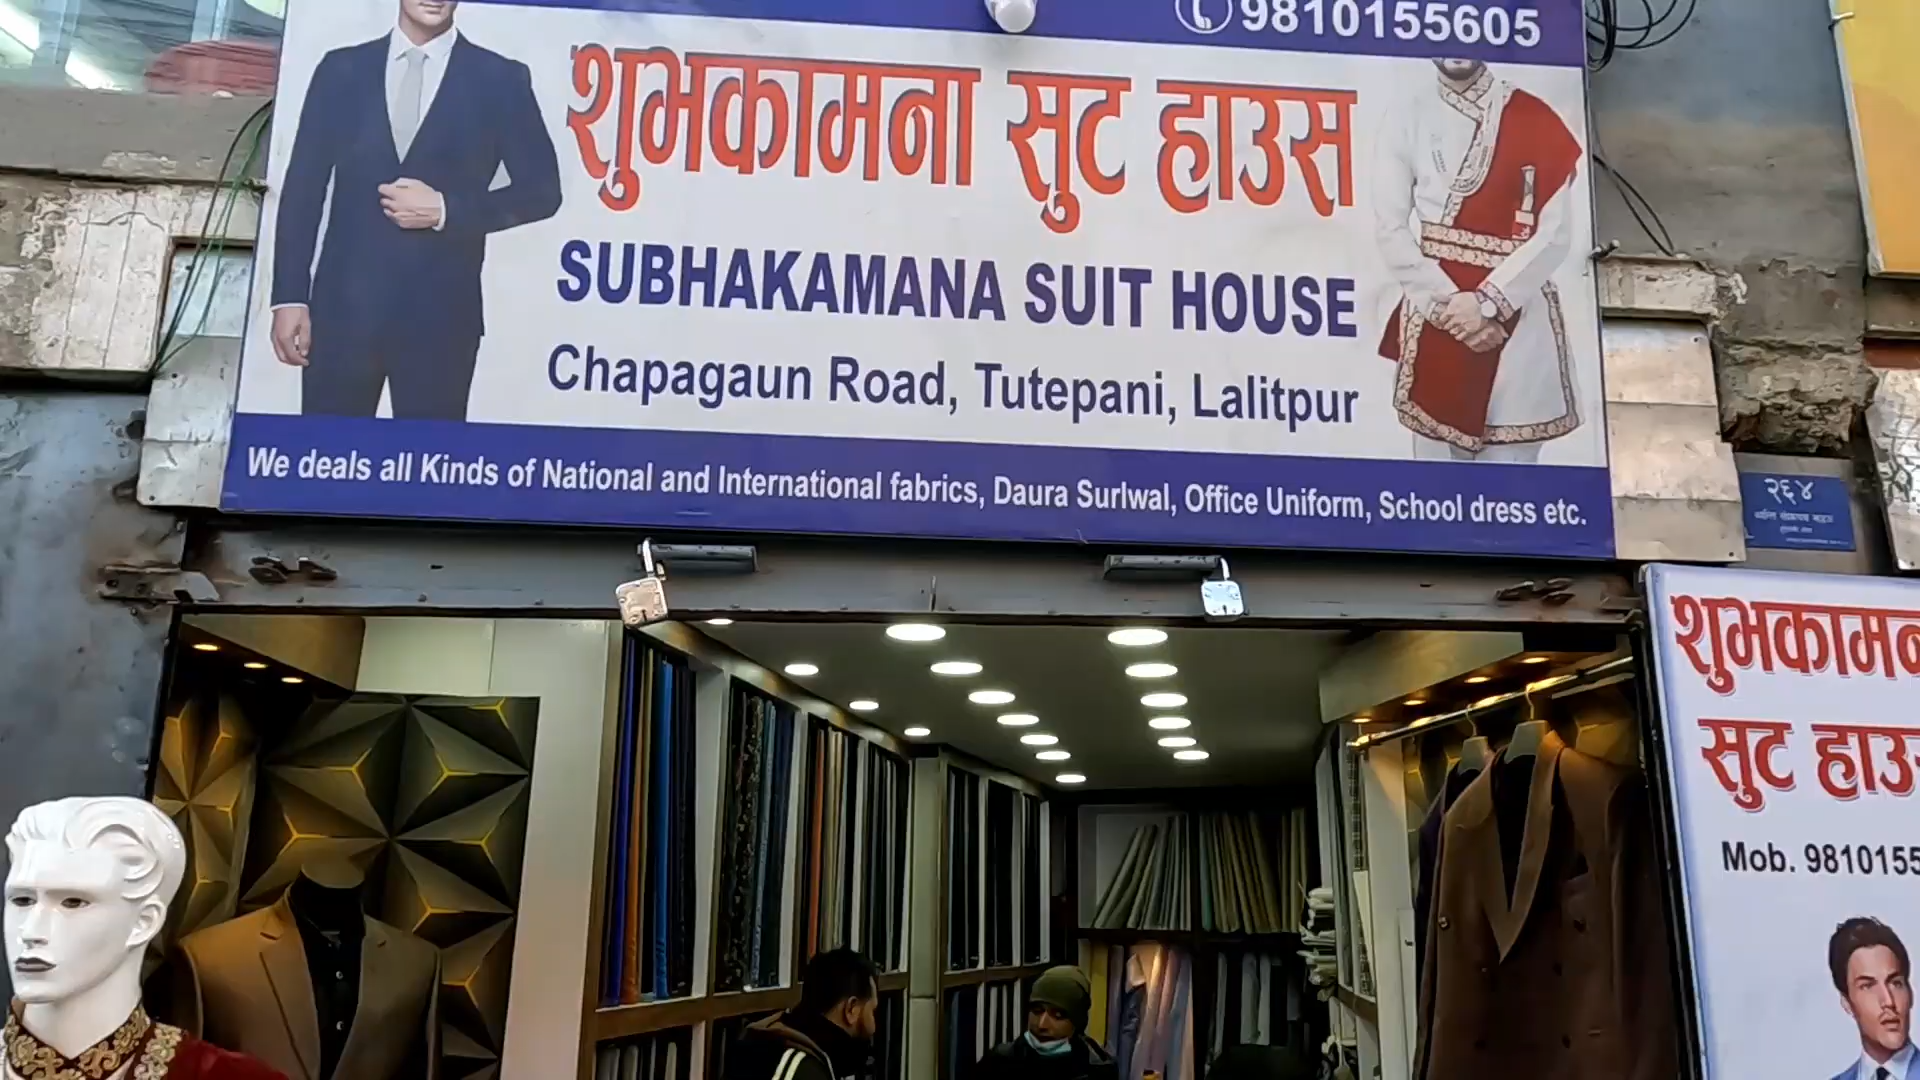 9810155605
शुभकामना सुट हाउस
SUBHAKAMANA SUIT HOUSE
Chapagaun Road, Tutepani, Lalitpur
We deals all Kinds of National and International fabrics, Daura Surlwal, Office Uniform, School dress etc.
२६४
शुभकामन
सुट हाउस
Mob. 9810155